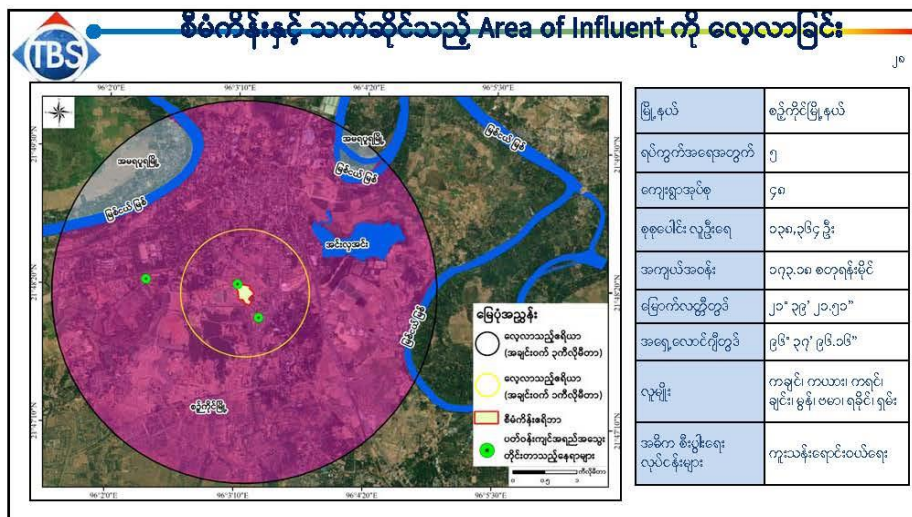 စီမံကိန်းနှင့် သက်ဆိုင်သည့် Area of Influent ကို လေ့လာခြင်း
TBS
၂၈
96°2'0"E 96°3'10"E 96°4'20"E 96°5'30"E
21°49'30"N
21°48'20"N
21°47'10"N
အမရပူရမြို့
အမရပူရမြို့
မြစ်ငယ် မြစ်
မြစ်ငယ် မြစ်
မြစ်ငယ် မြစ်
မြစ်ငယ် မြစ်
အင်းလှအင်း
စဉ့်ကိုင်မြို့
မြေပုံအညွှန်း
လေ့လာသည့်ဧရိယာ
(အချင်းဝက် ၃ကီလိုမီတာ)
လေ့လာသည့်ဧရိယာ
(အချင်းဝက် ၁ကီလိုမီတာ)
စီမံကိန်းဧရိယာ
ပတ်ဝန်းကျင်အရည်အသွေး
တိုင်းတာသည့်နေရာများ
ကီလိုမီတာ
0 0.5 1
21°49'30"N
21°48'20"N
21°47'10"N
96°2'0"E 96°3'10"E 96°4'20"E 96°5'30"E
မြို့နယ် စဉ့်ကိုင်မြို့နယ်
ရပ်ကွက်အရေအတွက် ၅
ကျေးရွာအုပ်စု ၄၈
စုစုပေါင်း လူဦးရေ ၁၃၈,၃၆၄ ဦး
အကျယ်အဝန်း ၁၇၃.၁၈ စတုရန်းမိုင်
မြောက်လတ္တီတွဒ် ၂၁° ၃၉' ၂၁.၅၁"
အရှေ့လောင်ဂျီတွဒ် ၉၆° ၃၇' ၉၆.၁၆"
လူမျိုး ကချင်၊ ကယား၊ ကရင်၊
ချင်း၊ မွန်၊ ဗမာ၊ ရခိုင်၊ ရှမ်း
အဓိက စီးပွါးရေး
လုပ်ငန်းများ ကူးသန်းရောင်းဝယ်ရေး